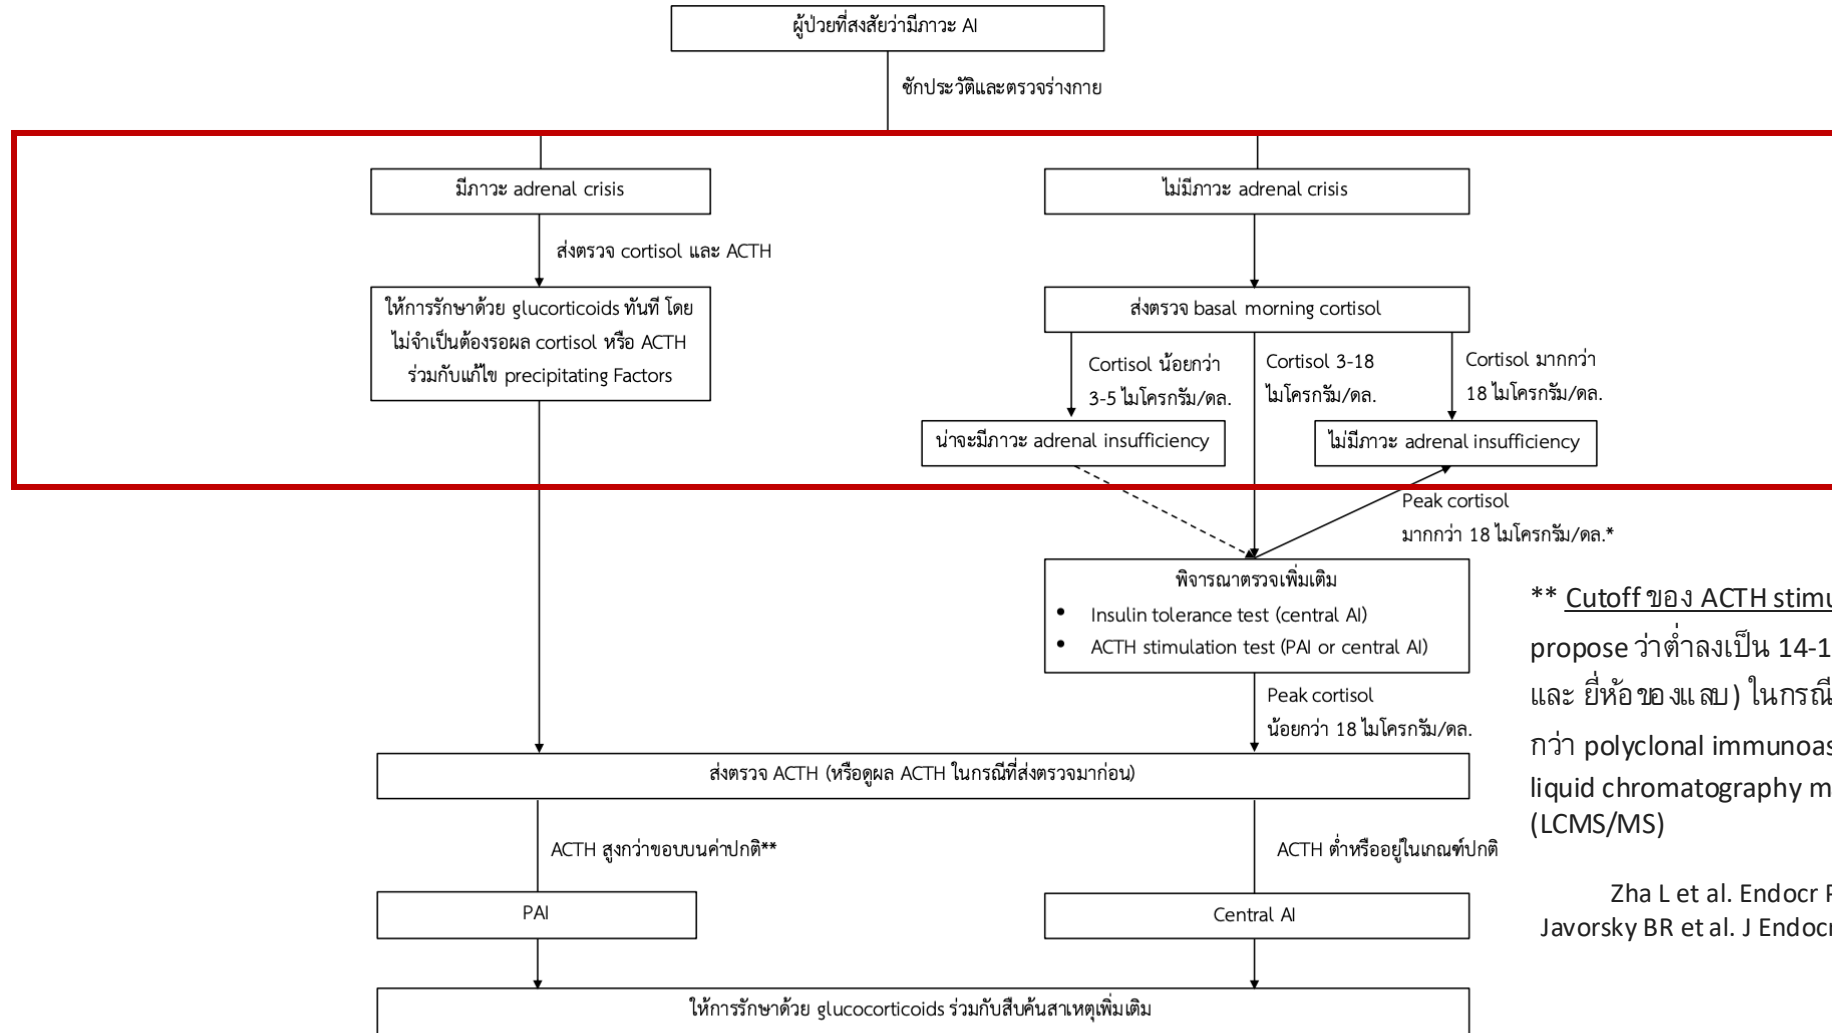 ผู้ป่วยที่สงสัยว่ามีภาวะ AI
ซักประวัติและตรวจร่างกาย
มีภาวะ adrenal crisis
ไม่มีภาวะ adrenal crisis
ส่งตรวจ cortisol และ ACTH
ให้การรักษาด้วย glucorticoids ทันที โดย
ไม่จำเป็นต้องรอผล cortisol หรือ ACTH
ร่วมกับแก้ไข precipitating Factors
ส่งตรวจ basal morning cortisol
Cortisol น้อยกว่า
3-5 ไมโครกรัม/ดล.
Cortisol 3-18
ไมโครกรัม/ดล.
Cortisol มากกว่า
18 ไมโครกรัม/ดล.
น่าจะมีภาวะ adrenal insufficiency
ไม่มีภาวะ adrenal insufficiency
Peak cortisol
มากกว่า 18 ไมโครกรัม/ดล.*
พิจารณาตรวจเพิ่มเติม
• Insulin tolerance test (central AI)
• ACTH stimulation test (PAI or central AI)
Peak cortisol
น้อยกว่า 18 ไมโครกรัม/ดล.
** Cutoff ของ ACTH stimu
propose ว่าต่ำลงเป็น 14-1
และ ยี่ห้อของแลบ) ในกรณี
กว่า polyclonal immunoas
liquid chromatography m
(LCMS/MS)
ส่งตรวจ ACTH (หรือดูผล ACTH ในกรณีที่ส่งตรวจมาก่อน)
ACTH สูงกว่าขอบบนค่าปกติ**
ACTH ต่ำหรืออยู่ในเกณฑ์ปกติ
PAI
Central AI
Zha L et al. Endocr P
Javorsky BR et al. J Endocr
ให้การรักษาด้วย glucocorticoids ร่วมกับสืบค้นสาเหตุเพิ่มเติม